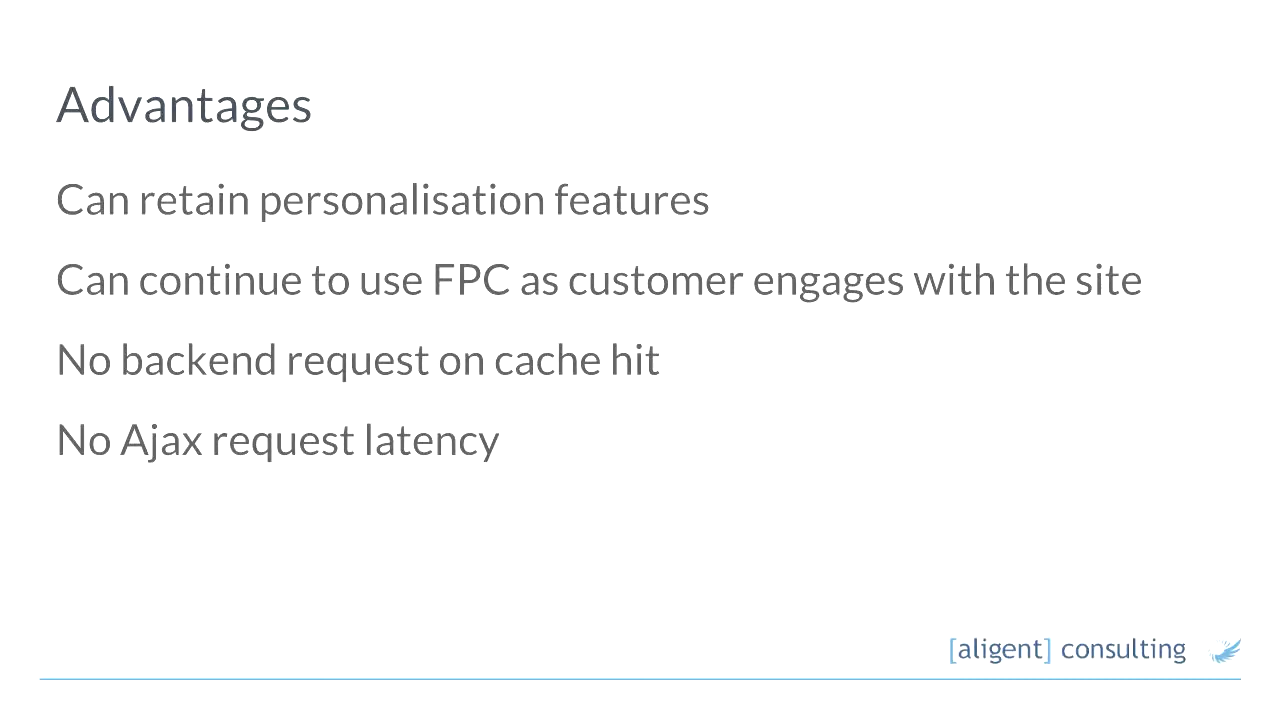 Advantages
Can retain personalisation features
Can continue to use FPC as customer engages with the site
No backend request on cache hit
No Ajax request latency
[aligent] consulting